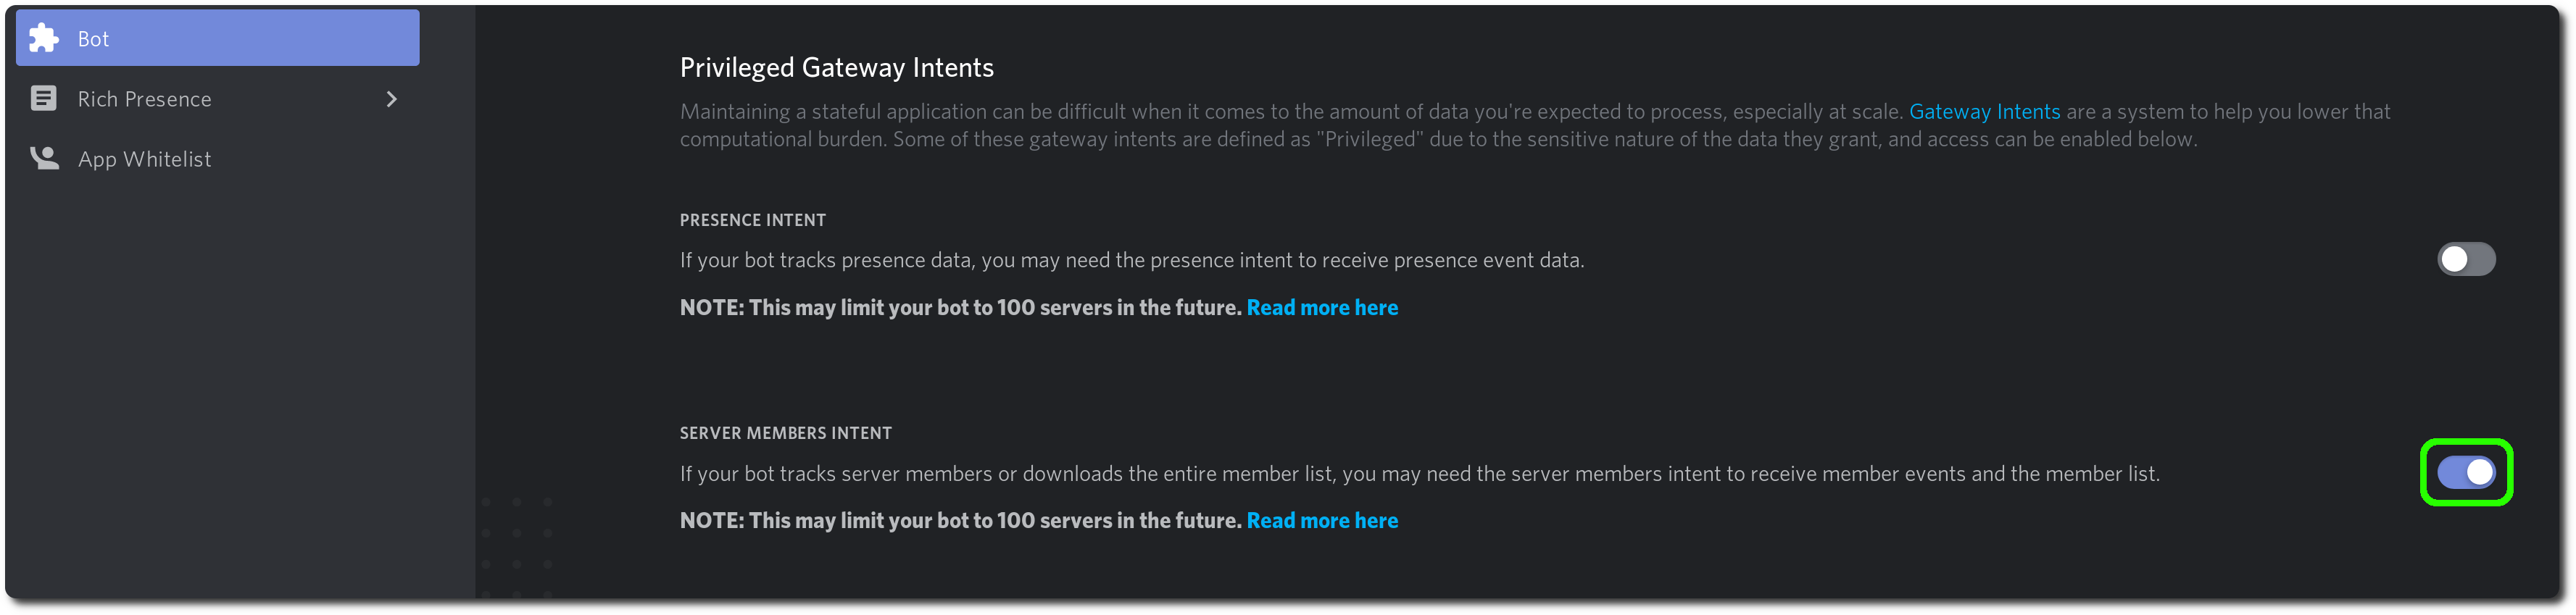 Bot
Rich Presence
App Whitelist
Privileged Gateway Intents
Maintaining a stateful application can be difficult when it comes to the amount of data you're expected to process, especially at scale. Gateway Intents are a system to help you lower that
computational burden. Some of these gateway intents are defined as "Privileged" due to the sensitive nature of the data they grant, and access can be enabled below.
PRESENCE INTENT
If your bot tracks presence data, you may need the presence intent to receive presence event data.
NOTE: This may limit your bot to 100 servers in the future. Read more here
SERVER MEMBERS INTENT
If your bot tracks server members or downloads the entire member list, you may need the server members intent to receive member events and the member list.
NOTE: This may limit your bot to 100 servers in the future. Read more here